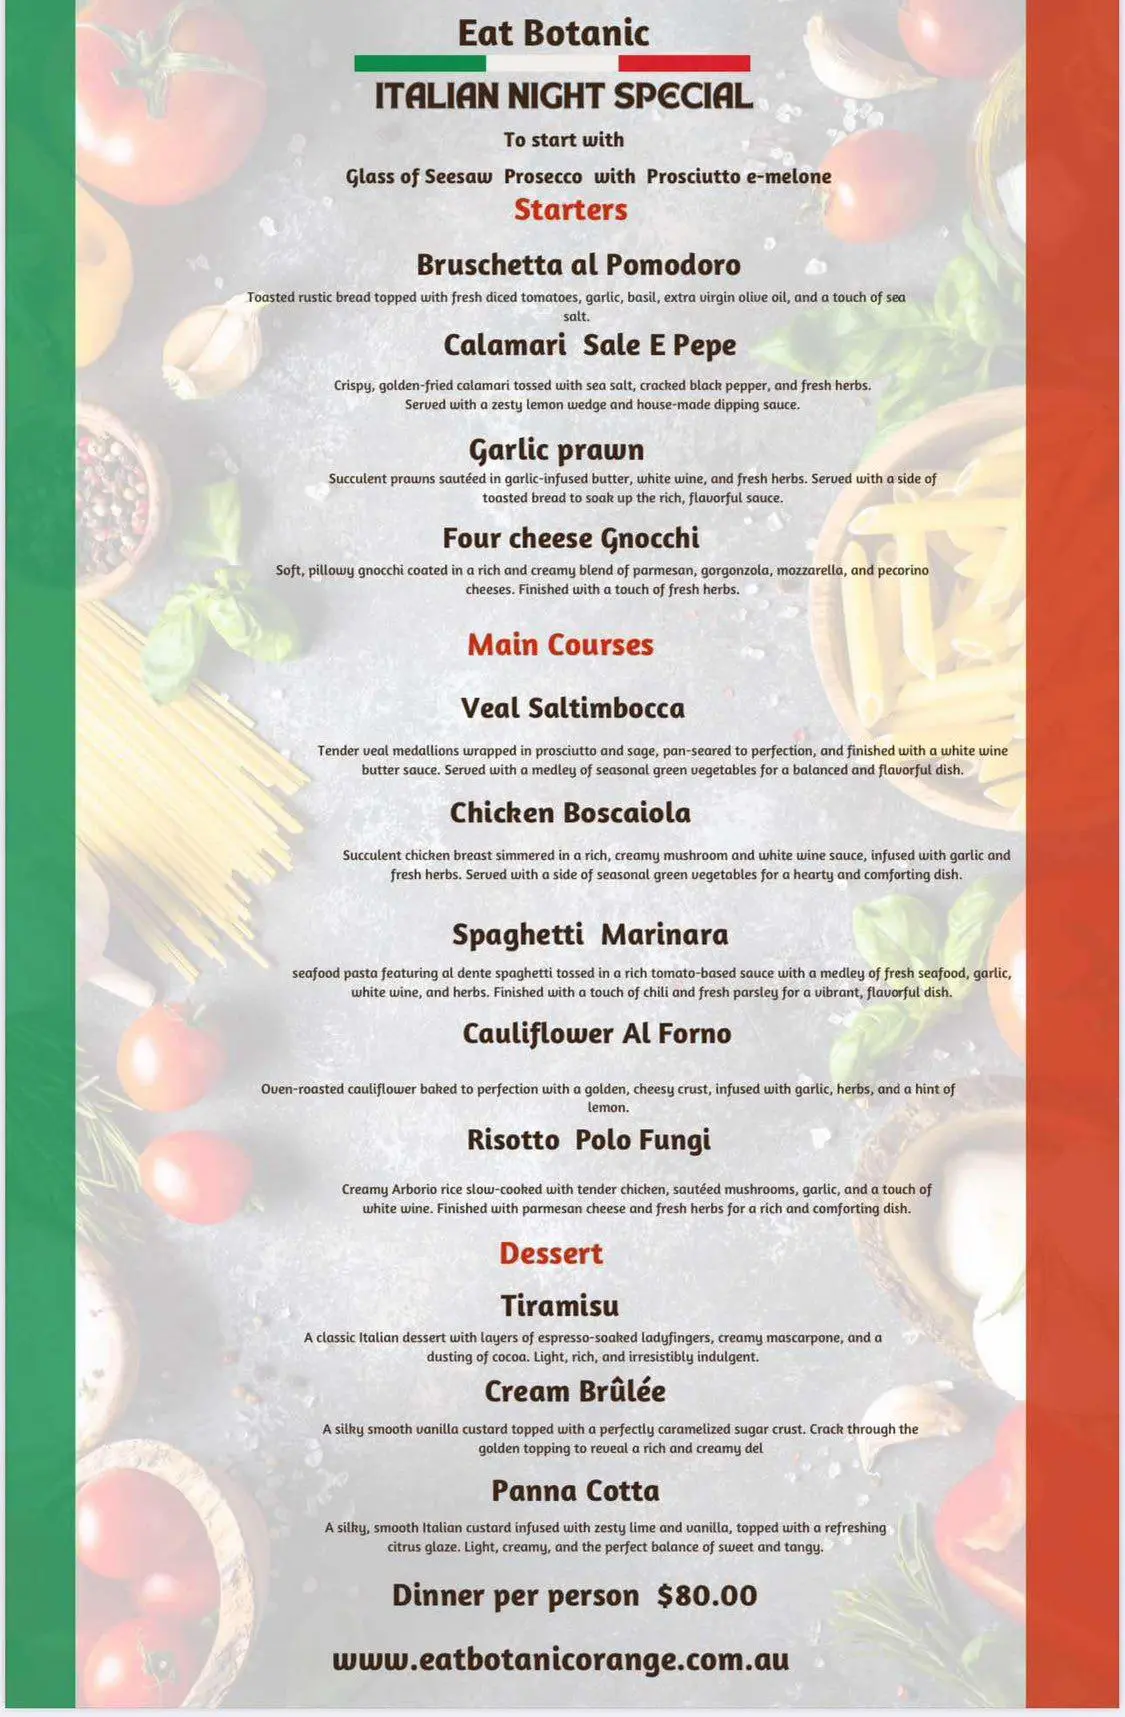 Eat Botanic
ITALIAN NIGHT SPECIAL
To start with
Glass of Seesaw Prosecco with Prosciutto e-melone
Starters
Bruschetta al Pomodoro
Toasted rustic bread topped with fresh diced tomatoes, garlic, basil, extra virgin olive oil, and a touch of sea
salt.
Calamari Sale E Pepe
Crispy, golden-fried calamari tossed with sea salt, cracked black pepper, and fresh herbs.
Served with a zesty lemon wedge and house-made dipping sauce.
Garlic prawn
Succulent prawns sautéed in garlic-infused butter, white wine, and fresh herbs. Served with a side of
toasted bread to soak up the rich, flavorful sauce.
Four cheese Gnocchi
Soft, pillowy gnocchi coated in a rich and creamy blend of parmesan, gorgonzola, mozzarella, and pecorino
cheeses. Finished with a touch of fresh herbs.
Main Courses
Veal Saltimbocca
Tender veal medallions wrapped in prosciutto and sage, pan-seared to perfection, and finished with a white wine
butter sauce. Served with a medley of seasonal green vegetables for a balanced and flavorful dish.
Chicken Boscaiola
Succulent chicken breast simmered in a rich, creamy mushroom and white wine sauce, infused with garlic and
fresh herbs. Served with a side of seasonal green vegetables for a hearty and comforting dish.
Spaghetti Marinara
seafood pasta featuring al dente spaghetti tossed in a rich tomato-based sauce with a medley of fresh seafood, garlic,
white wine, and herbs. Finished with a touch of chili and fresh parsley for a vibrant, flavorful dish.
Cauliflower Al Forno
Oven-roasted cauliflower baked to perfection with a golden, cheesy crust, infused with garlic, herbs, and a hint of
lemon.
Risotto Polo Fungi
Creamy Arborio rice slow-cooked with tender chicken, sautéed mushrooms, garlic, and a touch of
white wine. Finished with parmesan cheese and fresh herbs for a rich and comforting dish.
Dessert
Tiramisu
A classic Italian dessert with layers of espresso-soaked ladyfingers, creamy mascarpone, and a
dusting of cocoa. Light, rich, and irresistibly indulgent.
Cream Brûlée
A silky smooth vanilla custard topped with a perfectly caramelized sugar crust. Crack through the
golden topping to reveal a rich and creamy del
Panna Cotta
A silky, smooth Italian custard infused with zesty lime and vanilla, topped with a refreshing
citrus glaze. Light, creamy, and the perfect balance of sweet and tangy.
Dinner per person $80.00
www.eatbotanicorange.com.au